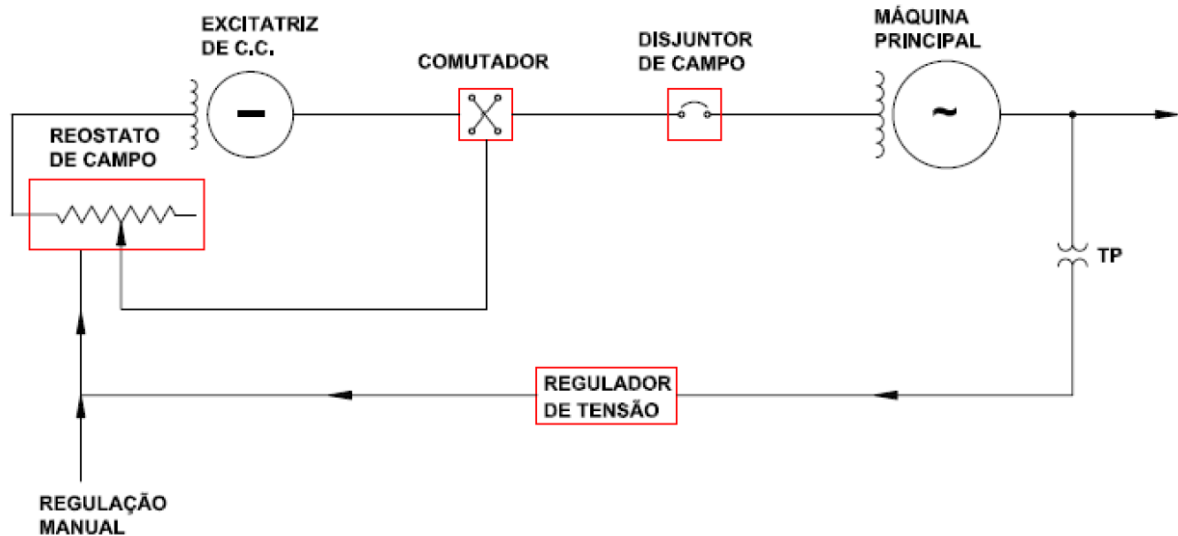 EXCITATRIZ
DE C.C.
COMUTADOR
DISJUNTOR
DE CAMPO
MÁQUINA
PRINCIPAL
REOSTATO
DE CAMPO
TP
REGULADOR
DE TENSÃO
REGULAÇÃO
MANUAL